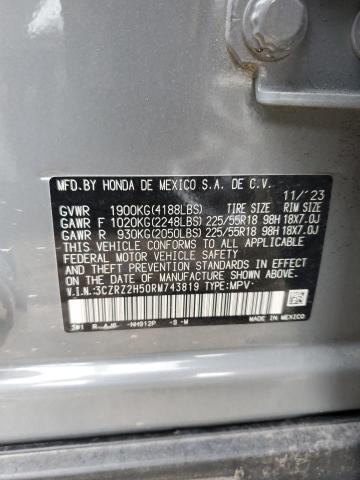 MFD.BY HONDA DE MEXICO S.A. DE C.V.
11/23
GVWR 1900KG(4188LBS) TIRE SIZE RIM SIZE
GAWR F 1020KG(2248LBS) 225/55R18 98H 18X7.0J
GAWR R 930KG(2050LBS) 225/55R18 98H 18X7.0J
THIS VEHICLE CONFORMS TO ALL APPLICABLE
FEDERAL MOTOR VEHICLE SAFETY AND
THEFT PREVENTION STANDARDS IN EFFECT ON
THE DATE OF MANUFACTURE SHOWN ABOVE.
V.I.N.:3CZRZ2H50RM743819 TYPE:MPV
NH912P -S -M
MADE IN MEXICO